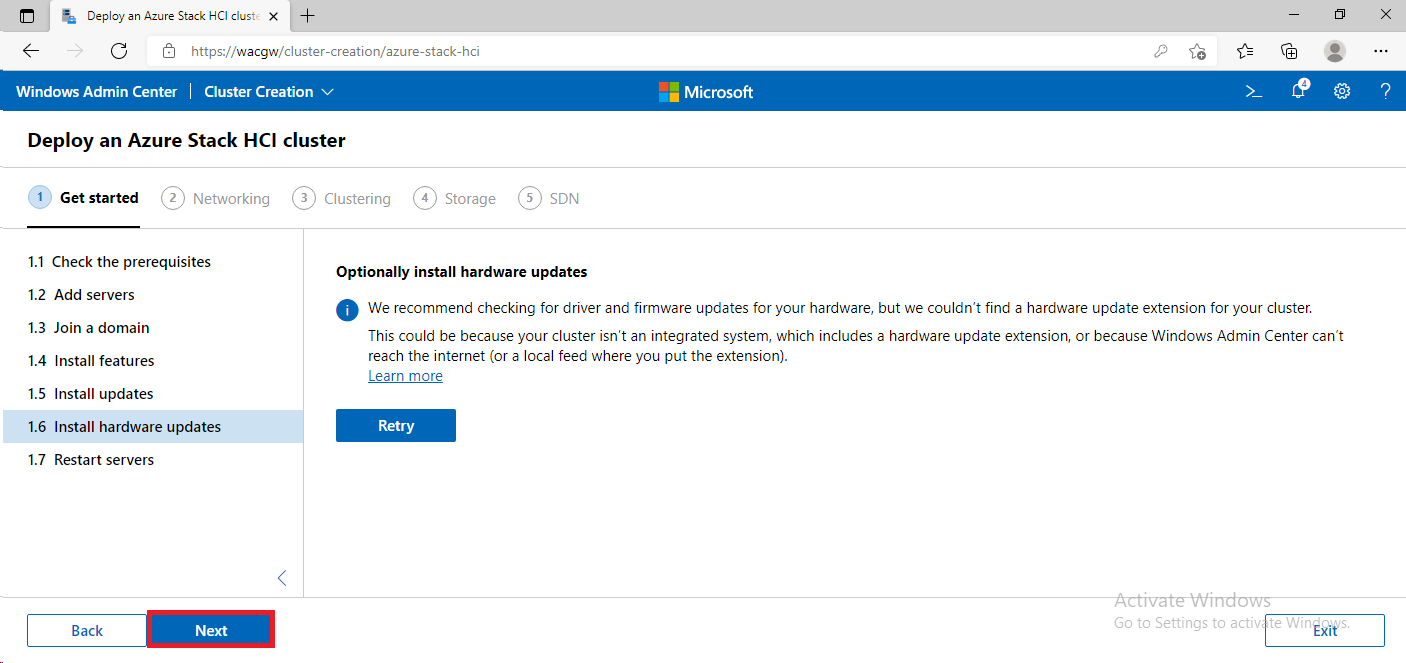 Deploy an Azure Stack HCI cluste
https://wacgw/cluster-creation/azure-stack-hci
Windows Admin Center
Cluster Creation
Microsoft
4
?
Deploy an Azure Stack HCI cluster
1 Get started
2 Networking
3 Clustering
4 Storage
5 SDN
1.1 Check the prerequisites
1.2 Add servers
1.3 Join a domain
1.4 Install features
1.5 Install updates
1.6 Install hardware updates
1.7 Restart servers
Optionally install hardware updates
We recommend checking for driver and firmware updates for your hardware, but we couldn't find a hardware update extension for your cluster.
This could be because your cluster isn't an integrated system, which includes a hardware update extension, or because Windows Admin Center can't
reach the internet (or a local feed where you put the extension).
Learn more
Retry
Activate Windows
Go to Settings to activate Windows.
Back
Next
Exit